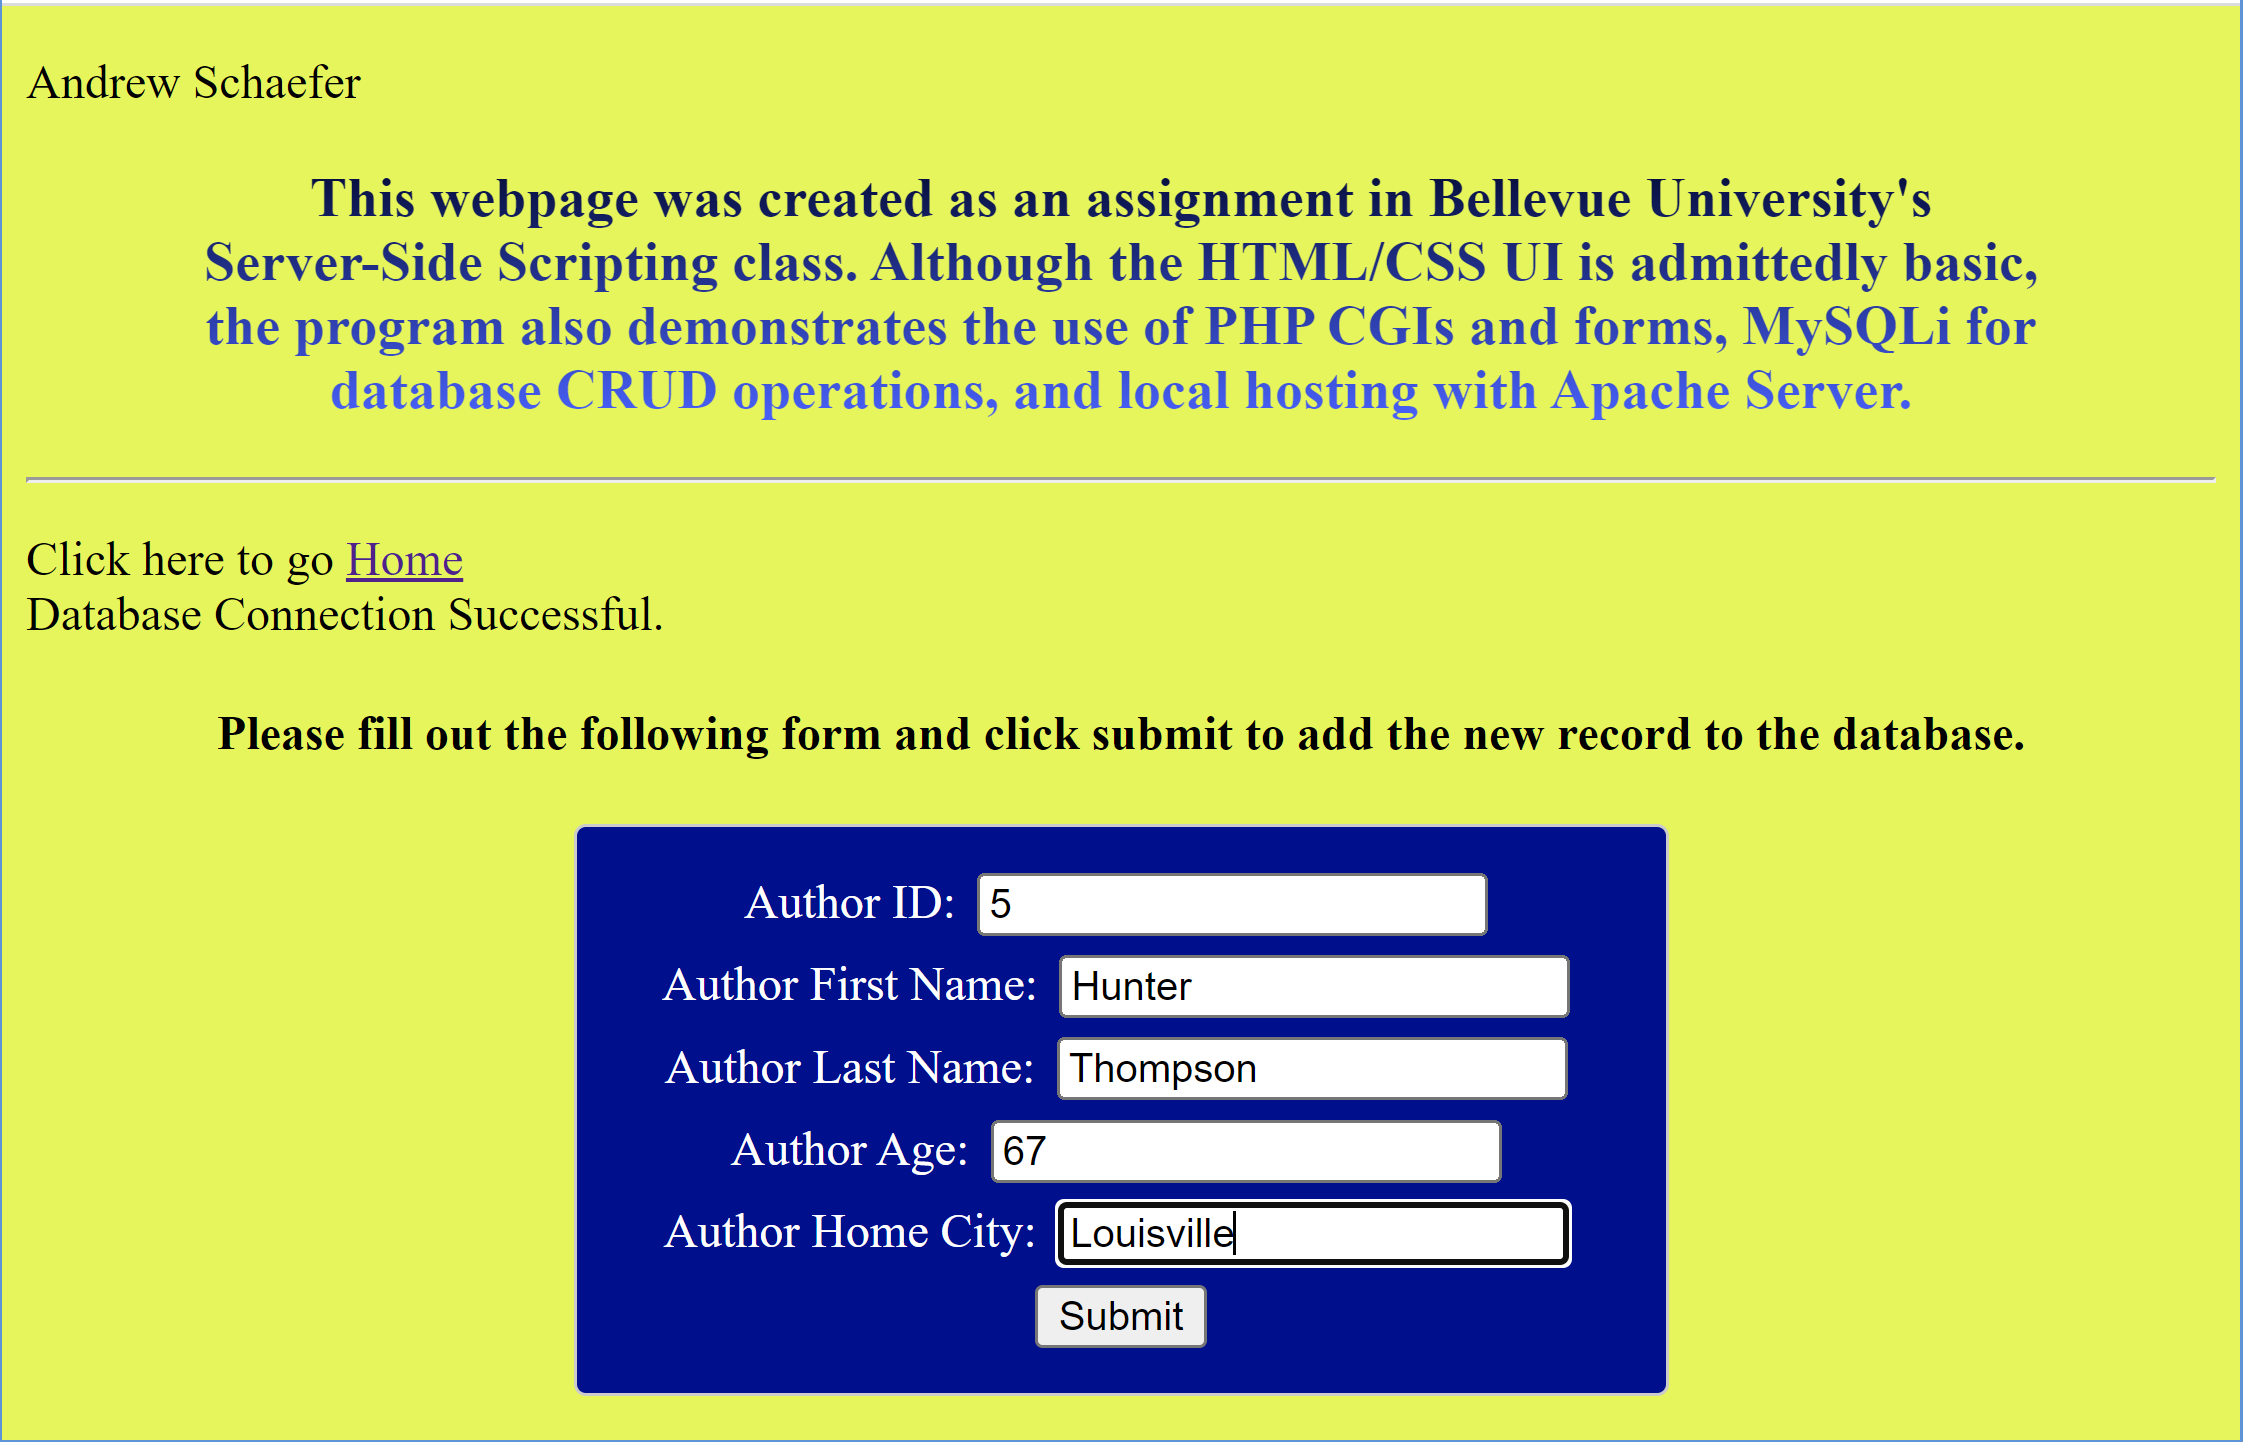 Andrew Schaefer
This webpage was created as an assignment in Bellevue University's
Server-Side Scripting class. Although the HTML/CSS UI is admittedly basic,
the program also demonstrates the use of PHP CGIs and forms, MySQLi for
database CRUD operations, and local hosting with Apache Server.
Click here to go Home
Database Connection Successful.
Please fill out the following form and click submit to add the new record to the database.
Author ID: 5
Author First Name: Hunter
Author Last Name: Thompson
Author Age: 67
Author Home City: Louisville
Submit